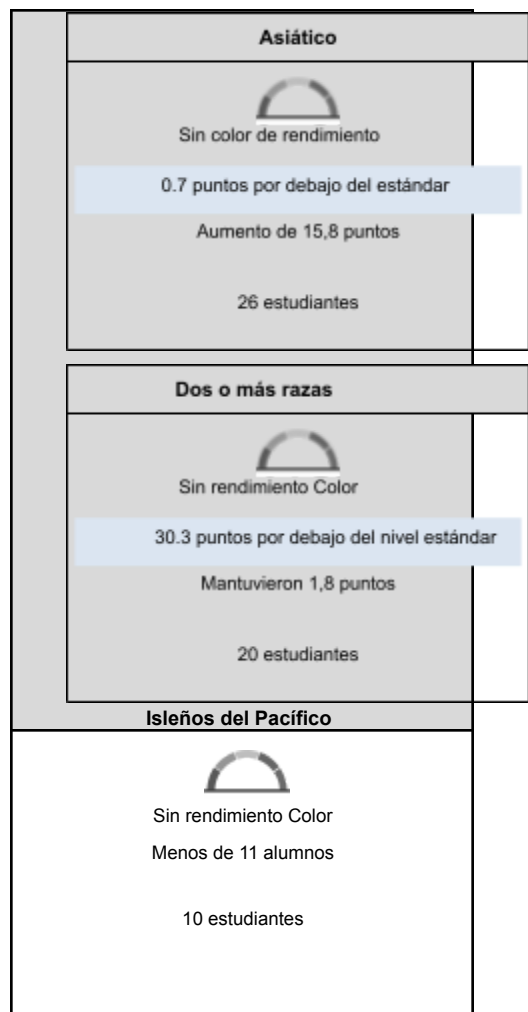 Asiático
Sin color de rendimiento
0.7 puntos por debajo del estándar
Aumento de 15,8 puntos
26 estudiantes
Dos o más razas
Sin rendimiento Color
30.3 puntos por debajo del nivel estándar
Mantuvieron 1,8 puntos
20 estudiantes
Isleños del Pacífico
Sin rendimiento Color
Menos de 11 alumnos
10 estudiantes